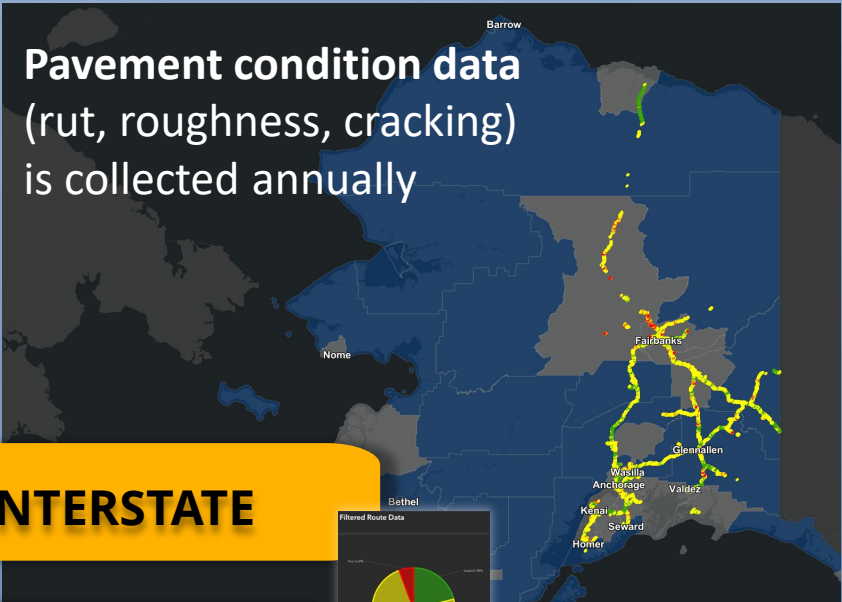 Barrow
Pavement condition data
(rut, roughness, cracking)
is collected annually
Fairbanks
Nome
Glennallen
Wasilla
Anchorage
Valdez
NTERSTATE
Bethel
Kenai
Filtered Route Data
Seward
Homer